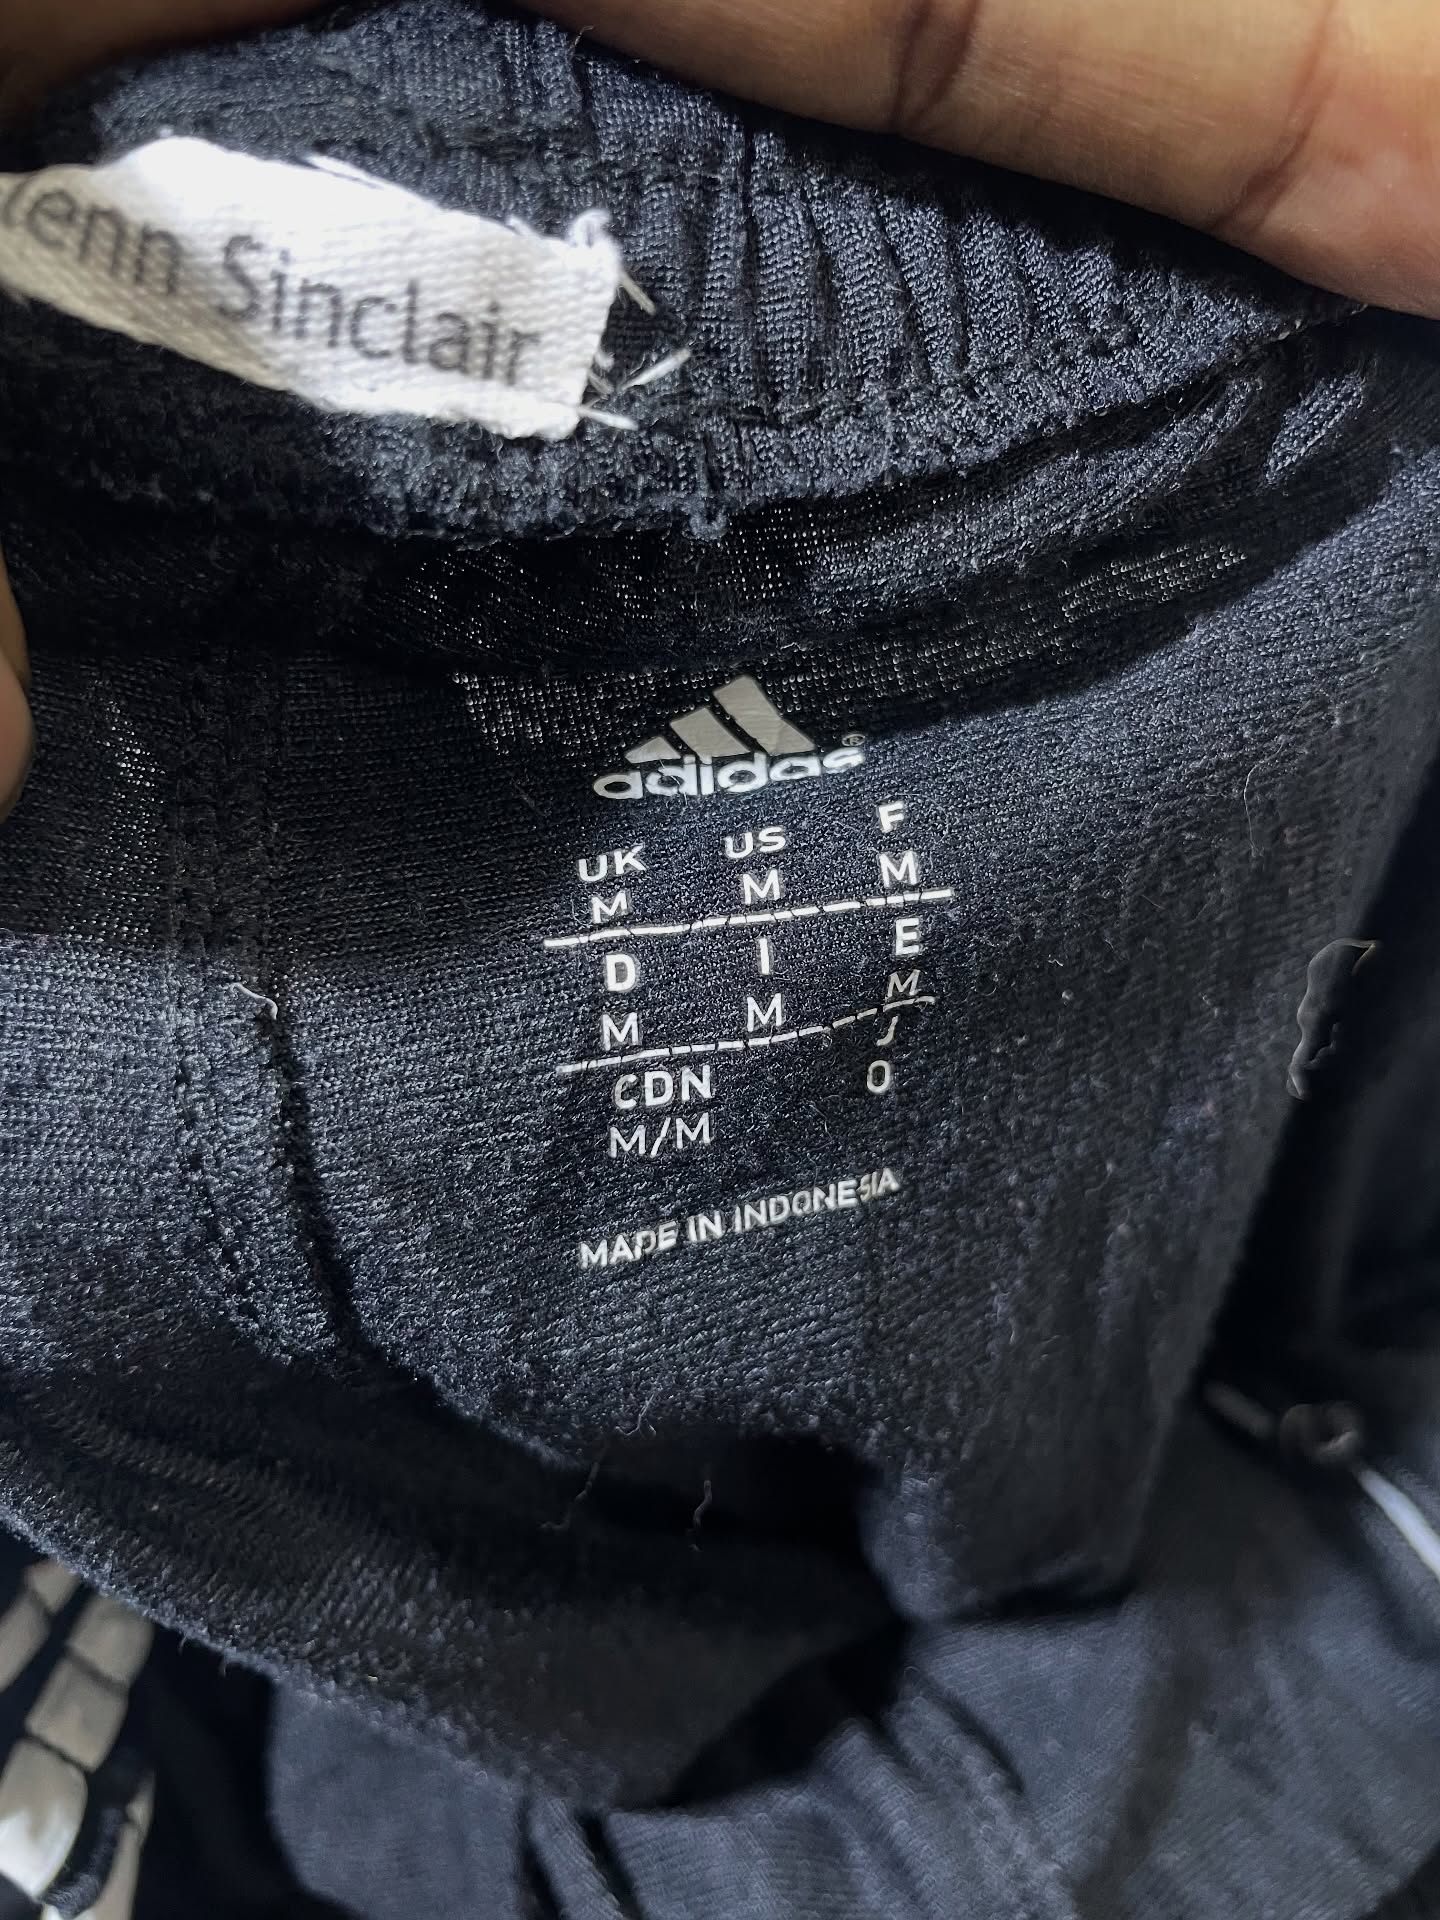 enn Sinclair
adidas®
UK US F
M M M
D I E
M M M
CDN J
M/M O
MADE IN INDONESIA